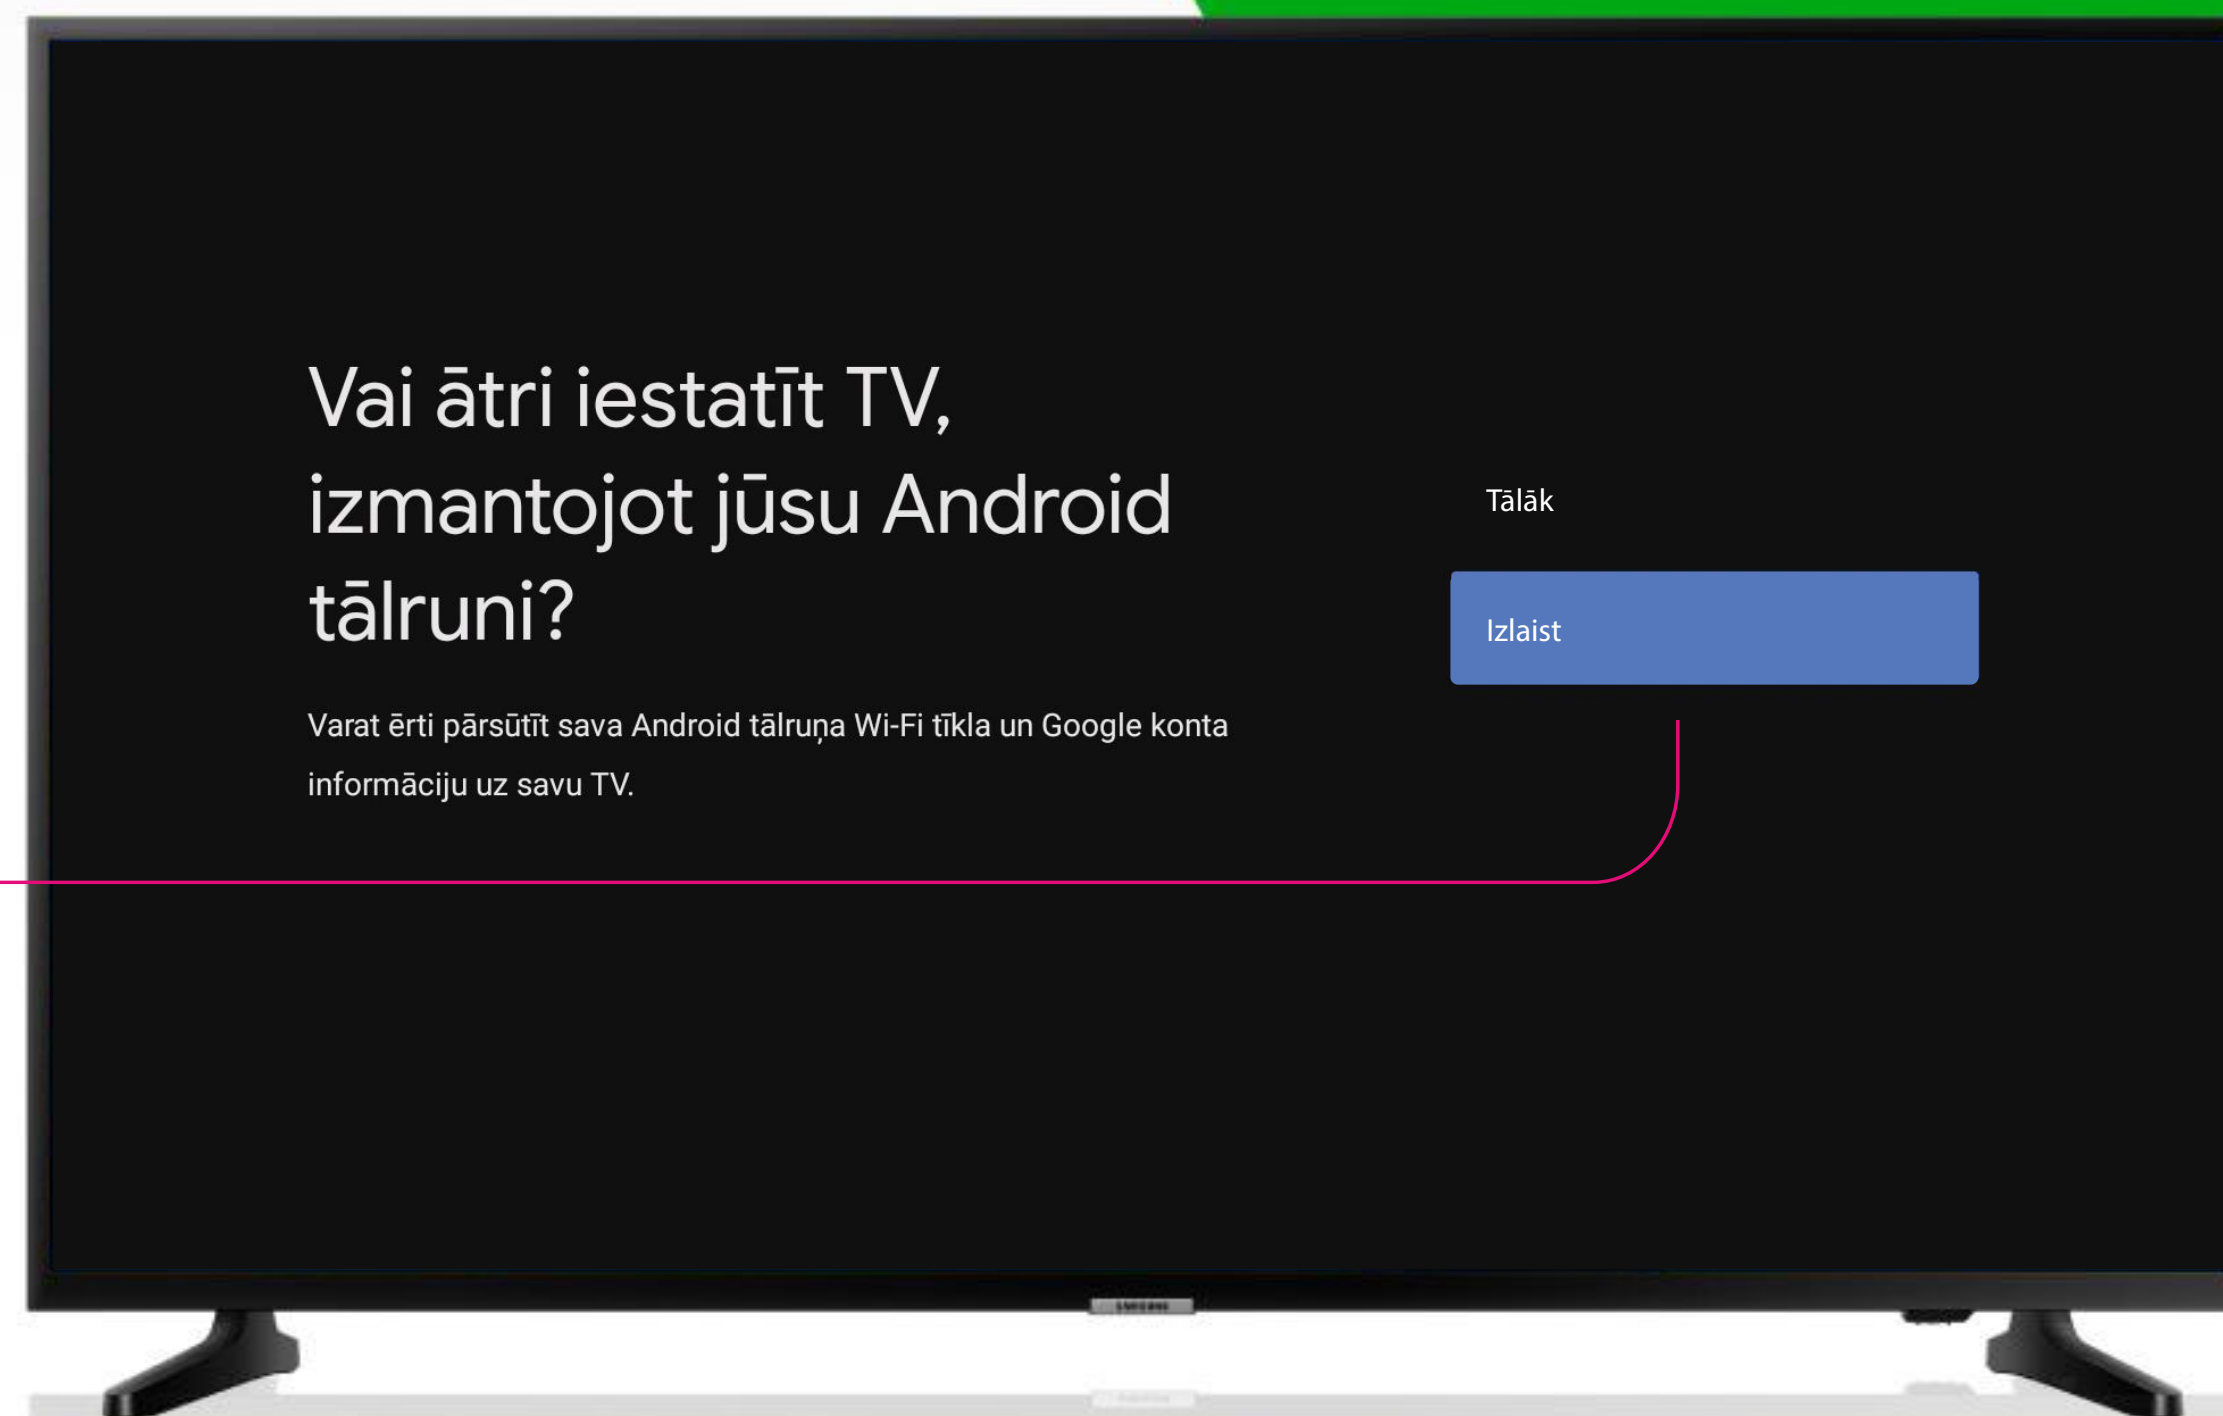 Vai ātri iestatīt TV,
izmantojot jūsu Android
tālruni?
Varat ērti pārsūtīt sava Android tālruņa Wi-Fi tīkla un Google konta
informāciju uz savu TV.
Tālāk
Izlaist
SAMSUNG